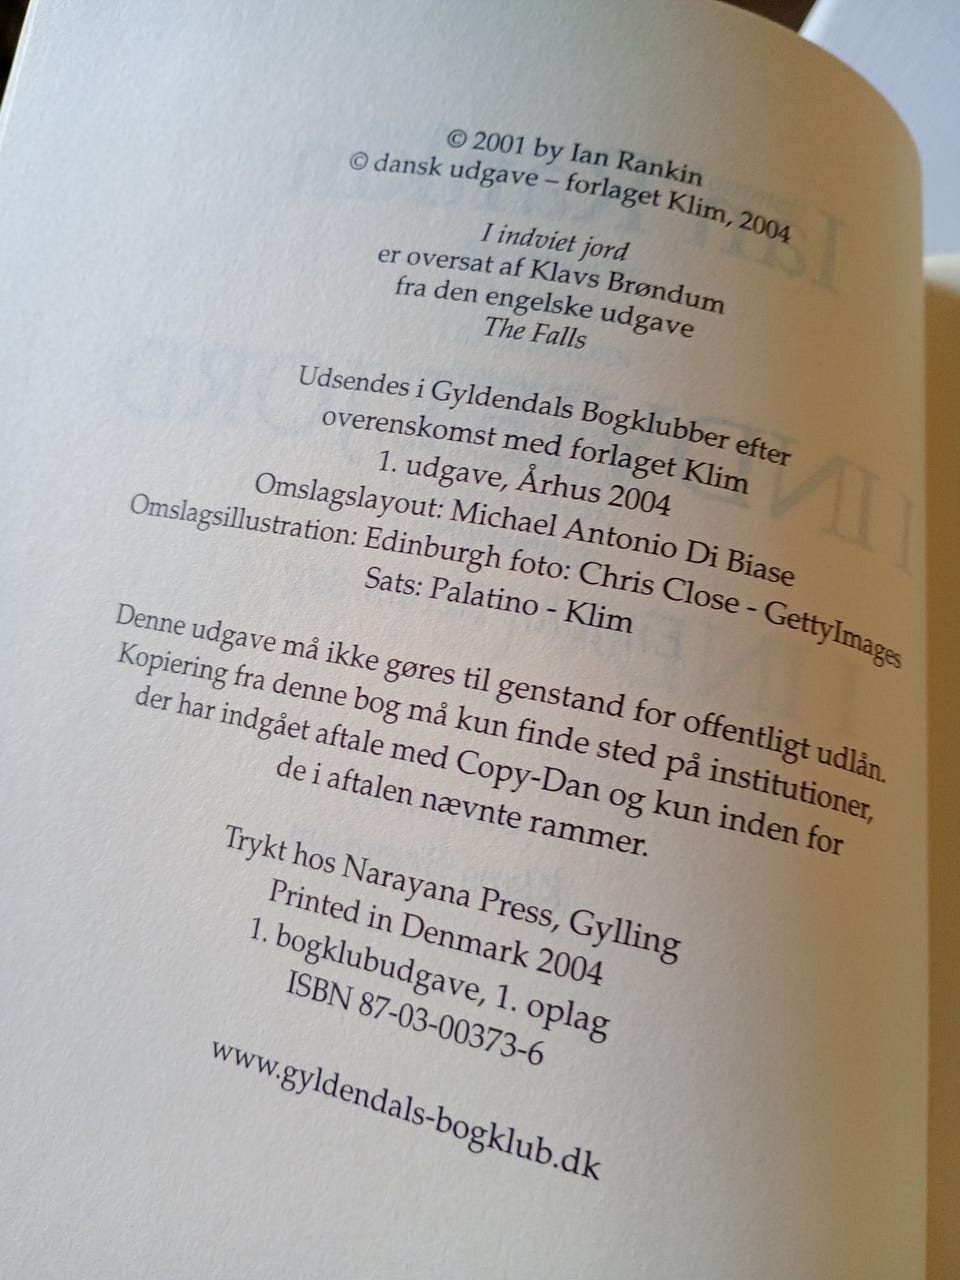 © 2001 by Ian Rankin
© dansk udgave – forlaget Klim, 2004
I indviet jord
er oversat af Klavs Brøndum
fra den engelske udgave
The Falls
Udsendes i Gyldendals Bogklubber efter
overenskomst med forlaget Klim
1. udgave, Århus 2004
Omslagslayout: Michael Antonio Di Biase
Omslagsillustration: Edinburgh foto: Chris Close - GettyImages
Sats: Palatino - Klim
Denne udgave må ikke gøres til genstand for offentligt udlån.
Kopiering fra denne bog må kun finde sted på institutioner,
der har indgået aftale med Copy-Dan og kun inden for
de i aftalen nævnte rammer.
Trykt hos Narayana Press, Gylling
Printed in Denmark 2004
1. bogklubudgave, 1. oplag
ISBN 87-03-00373-6
www.gyldendals-bogklub.dk